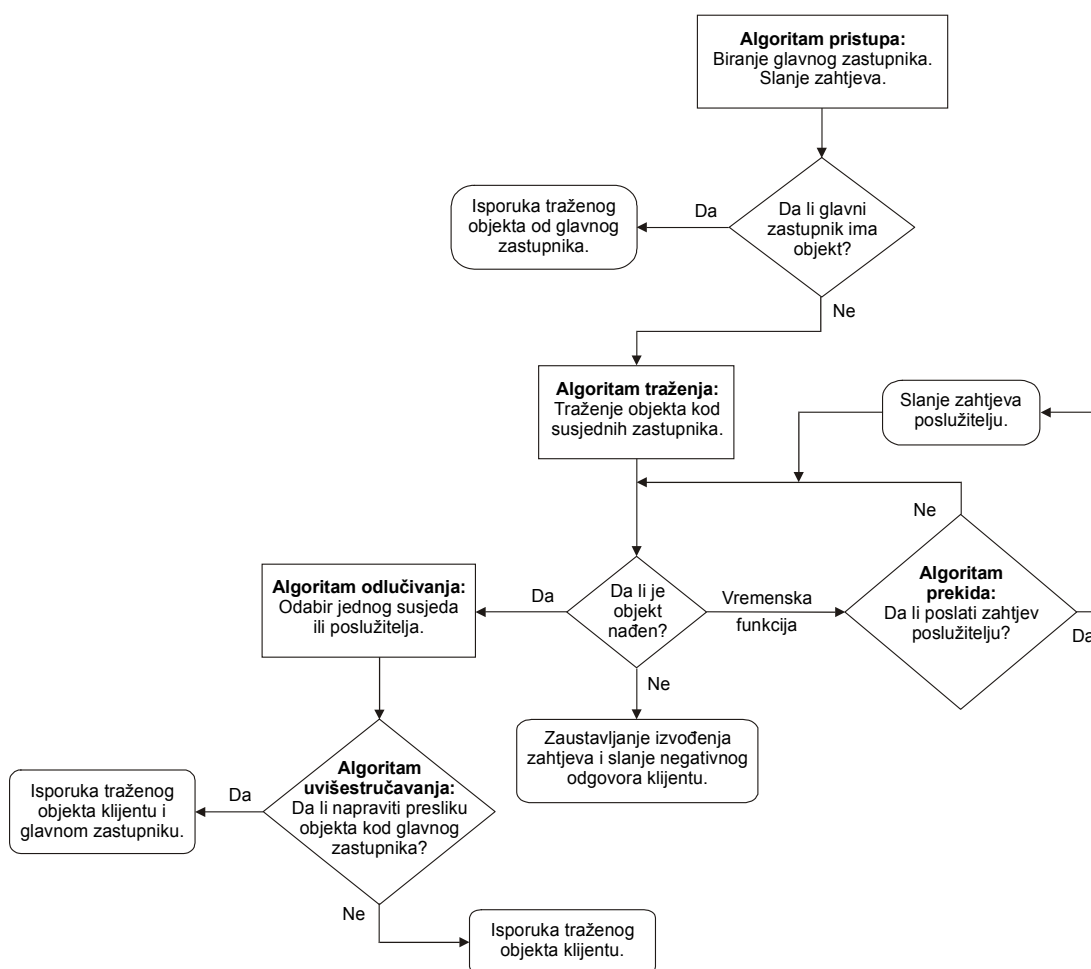 Algoritam pristupa:
Biranje glavnog zastupnika.
Slanje zahtjeva.
Isporuka traženog
objekta od glavnog
zastupnika.
Da
Da li glavni
zastupnik ima
objekt?
Ne
Algoritam traženja:
Traženje objekta kod
susjednih zastupnika.
Slanje zahtjeva
poslužitelju.
Ne
Algoritam odlučivanja:
Odabir jednog susjeda
ili poslužitelja.
Da
Da li je
objekt
nađen?
Vremenska
funkcija
Algoritam
prekida:
Da li poslati zahtjev
poslužitelju?
Da
Ne
Zaustavljanje izvođenja
zahtjeva i slanje negativnog
odgovora klijentu.
Isporuka traženog
objekta klijentu i
glavnom zastupniku.
Da
Algoritam
uvišestručavanja:
Da li napraviti presliku
objekta kod glavnog
zastupnika?
Ne
Isporuka traženog
objekta klijentu.